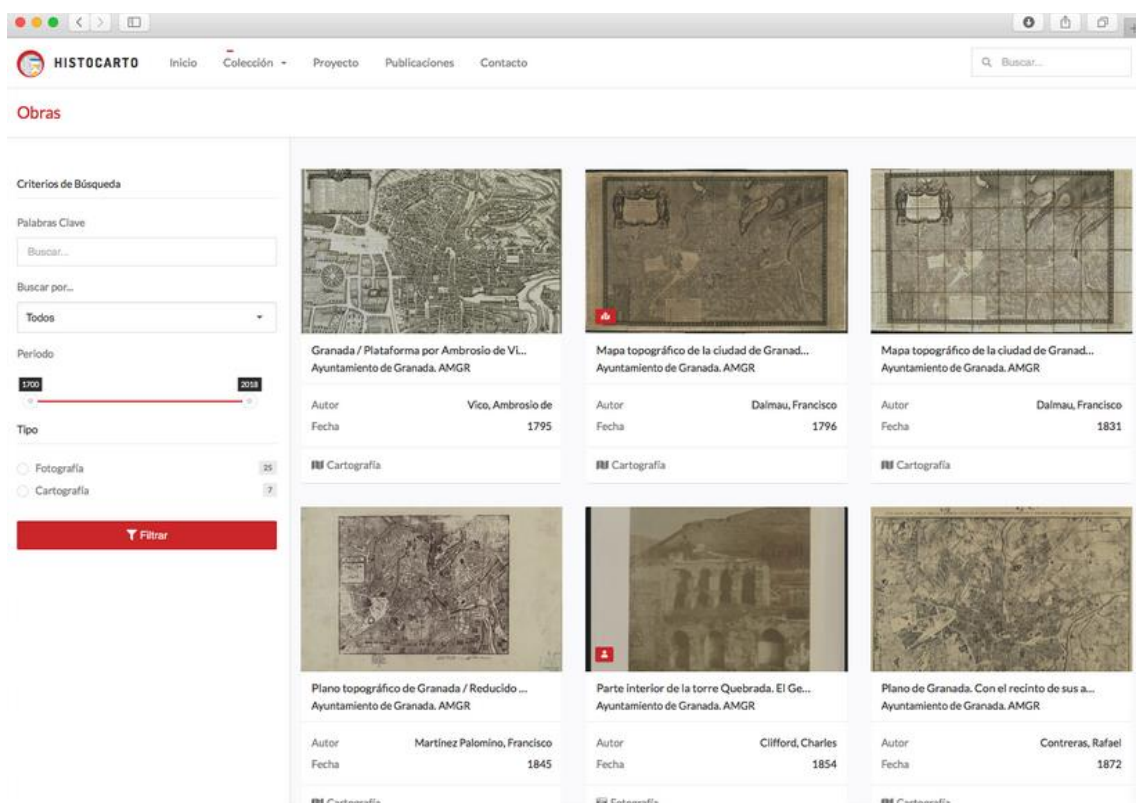 HISTOCARTO Inicio Colección Proyecto Publicaciones Contacto Buscar...
Obras
Criterios de Búsqueda
Palabras Clave
Buscar...
Buscar por...
Todos
Periodo
1700 2018
Tipo
Fotografía 25
Cartografía 7
Filtrar
Granada / Plataforma por Ambrosio de Vi...
Ayuntamiento de Granada. AMGR
Autor Vico, Ambrosio de
Fecha 1795
Cartografía
Mapa topográfico de la ciudad de Granad...
Ayuntamiento de Granada. AMGR
Autor Dalmau, Francisco
Fecha 1796
Cartografía
Mapa topográfico de la ciudad de Granad...
Ayuntamiento de Granada. AMGR
Autor Dalmau, Francisco
Fecha 1831
Cartografía
Plano topográfico de Granada / Reducido ...
Ayuntamiento de Granada. AMGR
Autor Martínez Palomino, Francisco
Fecha 1845
Cartografía
Parte interior de la torre Quebrada. El Ge...
Ayuntamiento de Granada. AMGR
Autor Clifford, Charles
Fecha 1854
Fotografía
Plano de Granada. Con el recinto de sus a...
Ayuntamiento de Granada. AMGR
Autor Contreras, Rafael
Fecha 1872
Cartografía